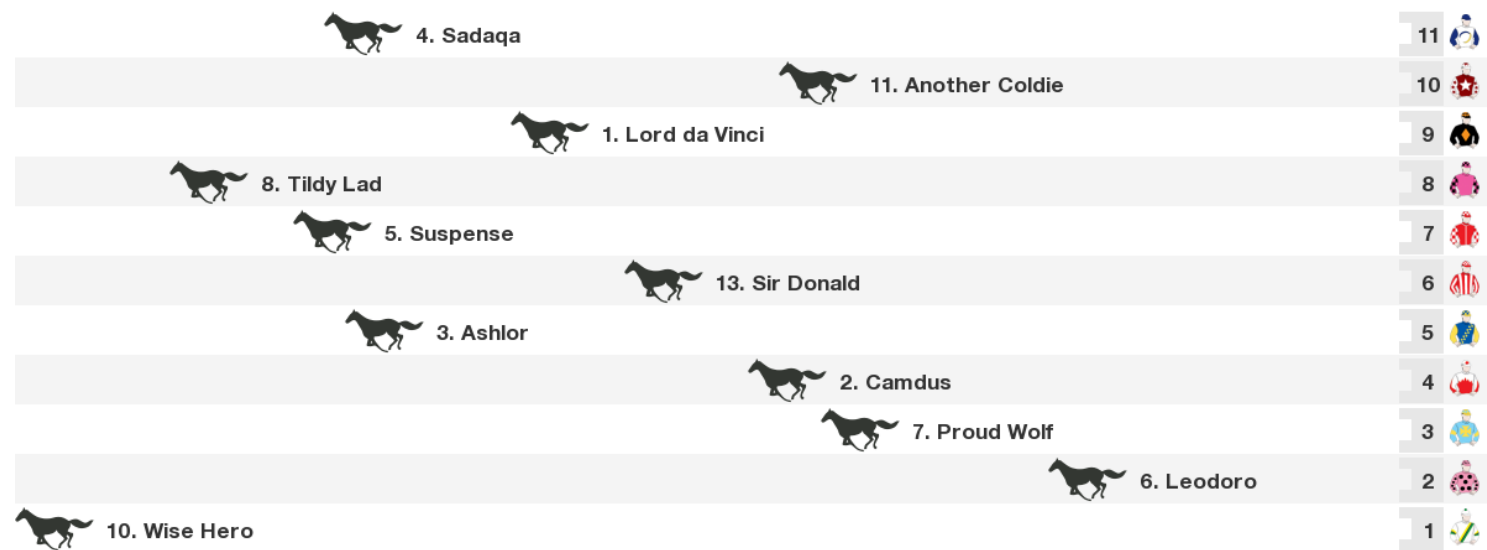 4. Sadaqa 11
11. Another Coldie 10
1. Lord da Vinci 9
8. Tildy Lad 8
5. Suspense 7
13. Sir Donald 6
3. Ashlor 5
2. Camdus 4
7. Proud Wolf 3
6. Leodoro 2
10. Wise Hero 1